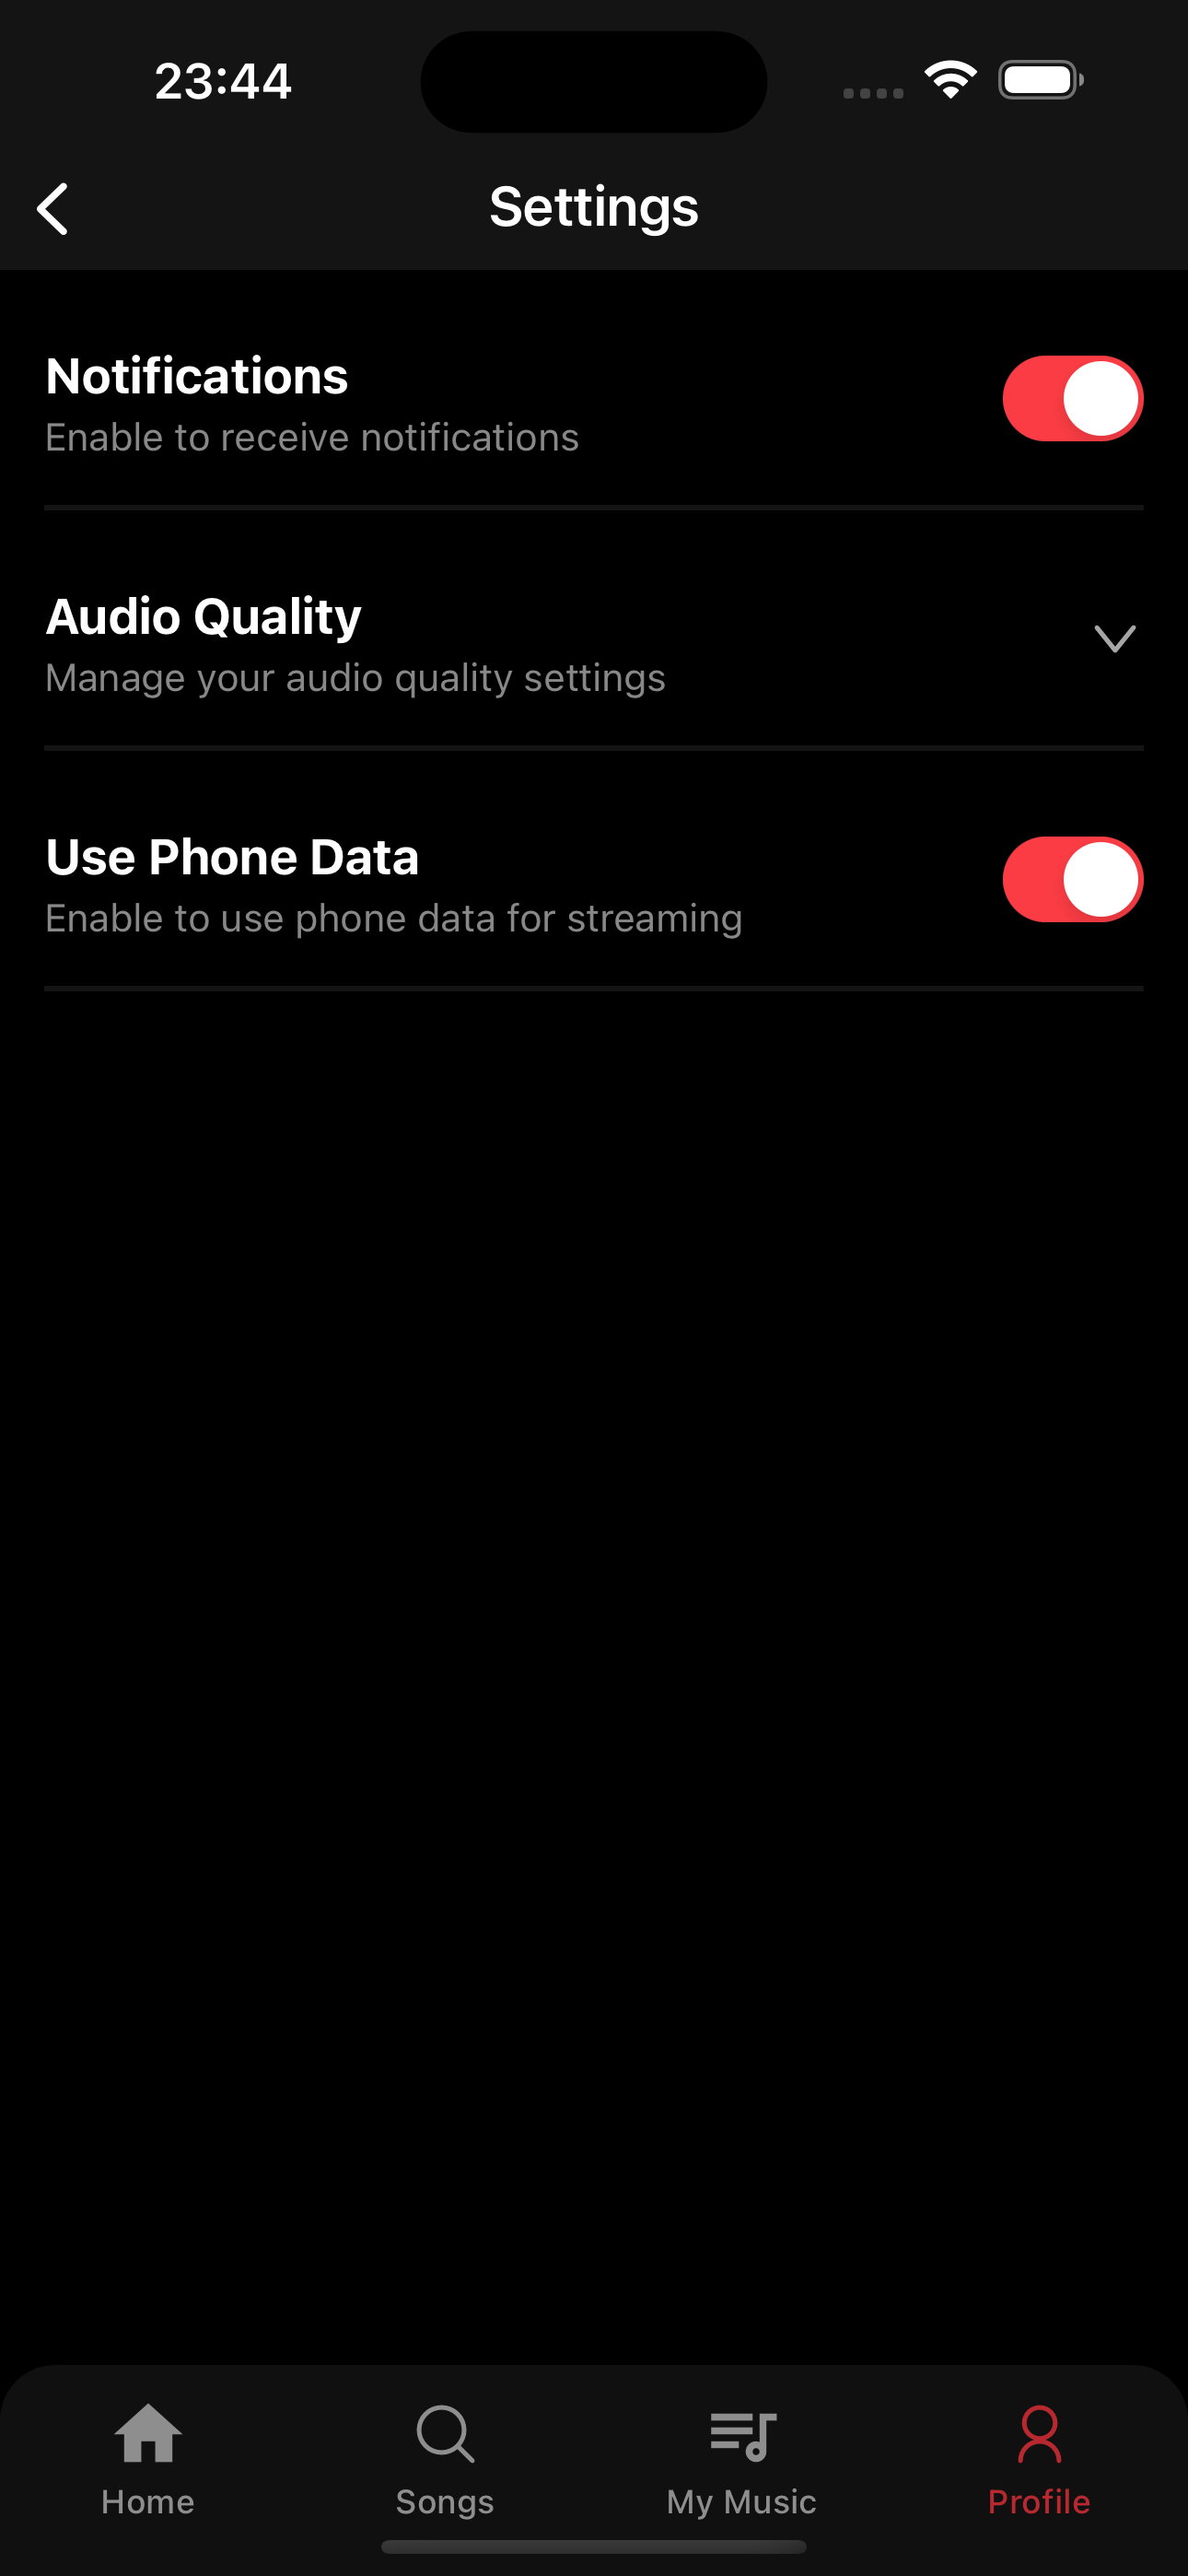 23:44
Settings
Notifications
Enable to receive notifications
Audio Quality
Manage your audio quality settings
Use Phone Data
Enable to use phone data for streaming
Home
Songs
My Music
Profile